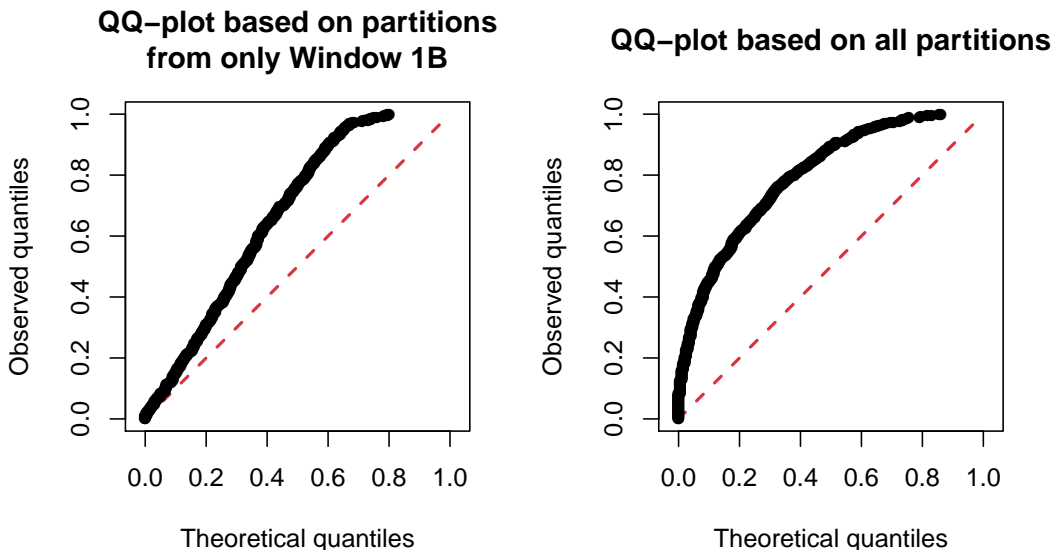 QQ−plot based on partitions
from only Window 1B
Observed quantiles
1.0
0.8
0.6
0.4
0.2
0.0
0.0 0.2 0.4 0.6 0.8 1.0
Theoretical quantiles
QQ−plot based on all partitions
Observed quantiles
1.0
0.8
0.6
0.4
0.2
0.0
0.0 0.2 0.4 0.6 0.8 1.0
Theoretical quantiles